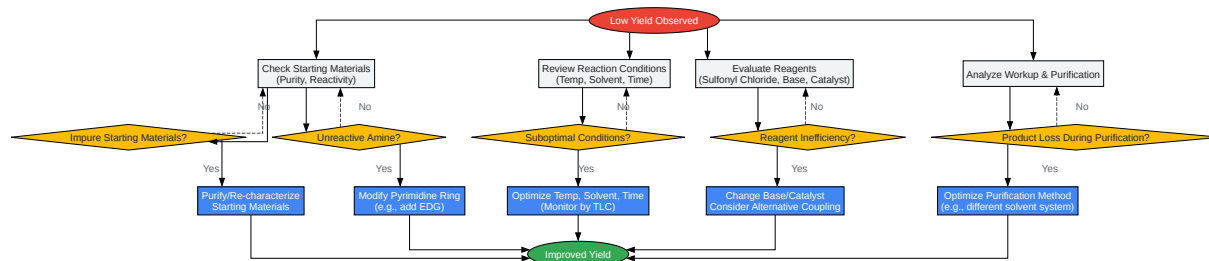 Low Yield Observed
Check Starting Materials
(Purity, Reactivity)
Review Reaction Conditions
(Temp, Solvent, Time)
Evaluate Reagents
(Sulfonyl Chloride, Base, Catalyst)
Analyze Workup & Purification
No
No
No
No
No
Impure Starting Materials?
Unreactive Amine?
Suboptimal Conditions?
Reagent Inefficiency?
Product Loss During Purification?
Yes
Yes
Yes
Yes
Yes
Purify/Re-characterize
Starting Materials
Modify Pyrimidine Ring
(e.g., add EDG)
Optimize Temp, Solvent, Time
(Monitor by TLC)
Change Base/Catalyst
Consider Alternative Coupling
Optimize Purification Method
(e.g., different solvent system)
Improved Yield